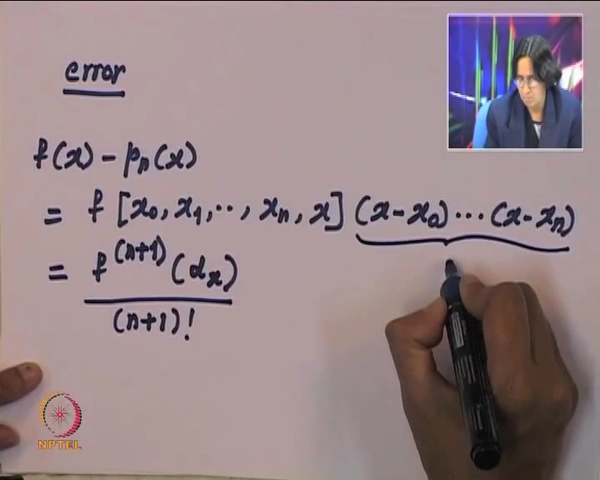 error
f(x) - pn(x)
= f [x0, x1, .., xn, x] (x - x0) ... (x - xn)
= f^(n+1) (dx)
(n+1)!
NPTEL